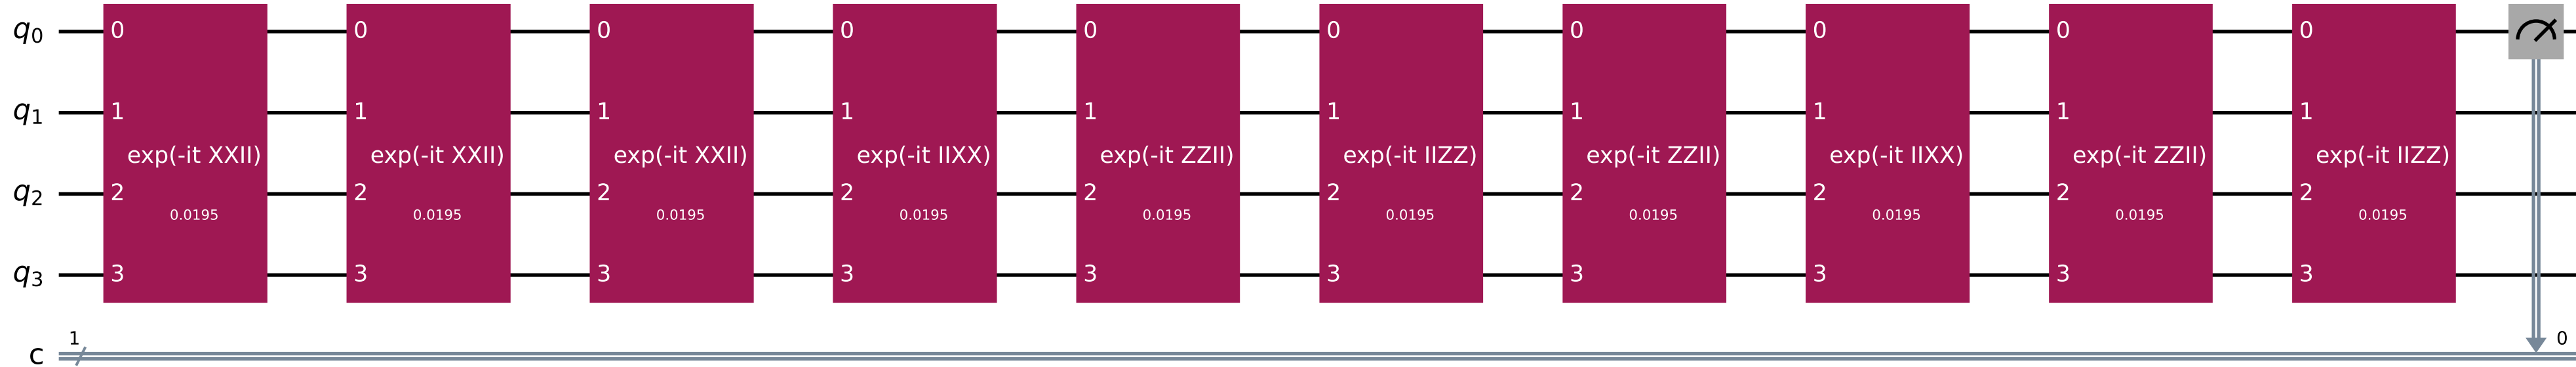 q0 0 0 0 0 0 0 0 0 0 0
q1 1 1 1 1 1 1 1 1 1 1
exp(-it XXII) exp(-it XXII) exp(-it XXII) exp(-it IIXX) exp(-it ZZII) exp(-it IIZZ) exp(-it ZZII) exp(-it IIXX) exp(-it ZZII) exp(-it IIZZ)
q2 2 2 2 2 2 2 2 2 2 2
0.0195 0.0195 0.0195 0.0195 0.0195 0.0195 0.0195 0.0195 0.0195 0.0195
q3 3 3 3 3 3 3 3 3 3 3
1 0
c